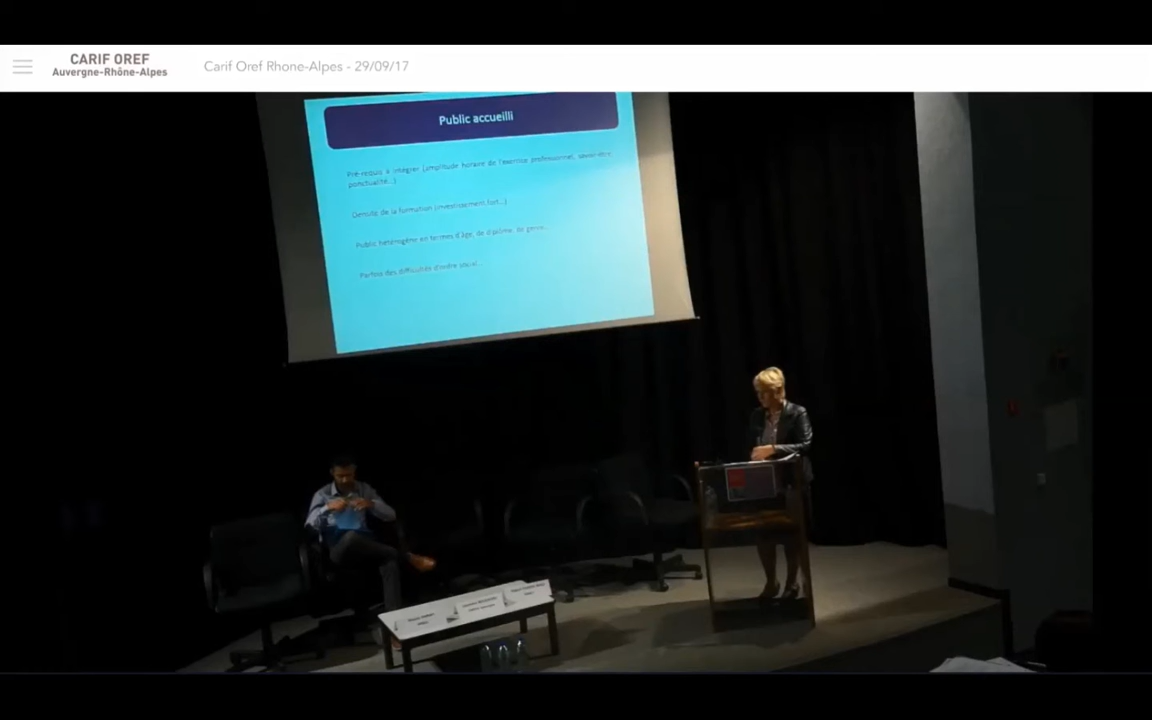 CARIF OREF
Auvergne-Rhône-Alpes
Carif Oref Rhone-Alpes - 29/09/17
Public accueilli
Pré-requis à intégrer (amplitude horaire de l'exercice professionnel, savoir-être,
ponctualité...)
Densité de la formation (investissement fort...)
Public hétérogène en termes d'âge, de diplôme, de genre...
Parfois des difficultés d'ordre social...